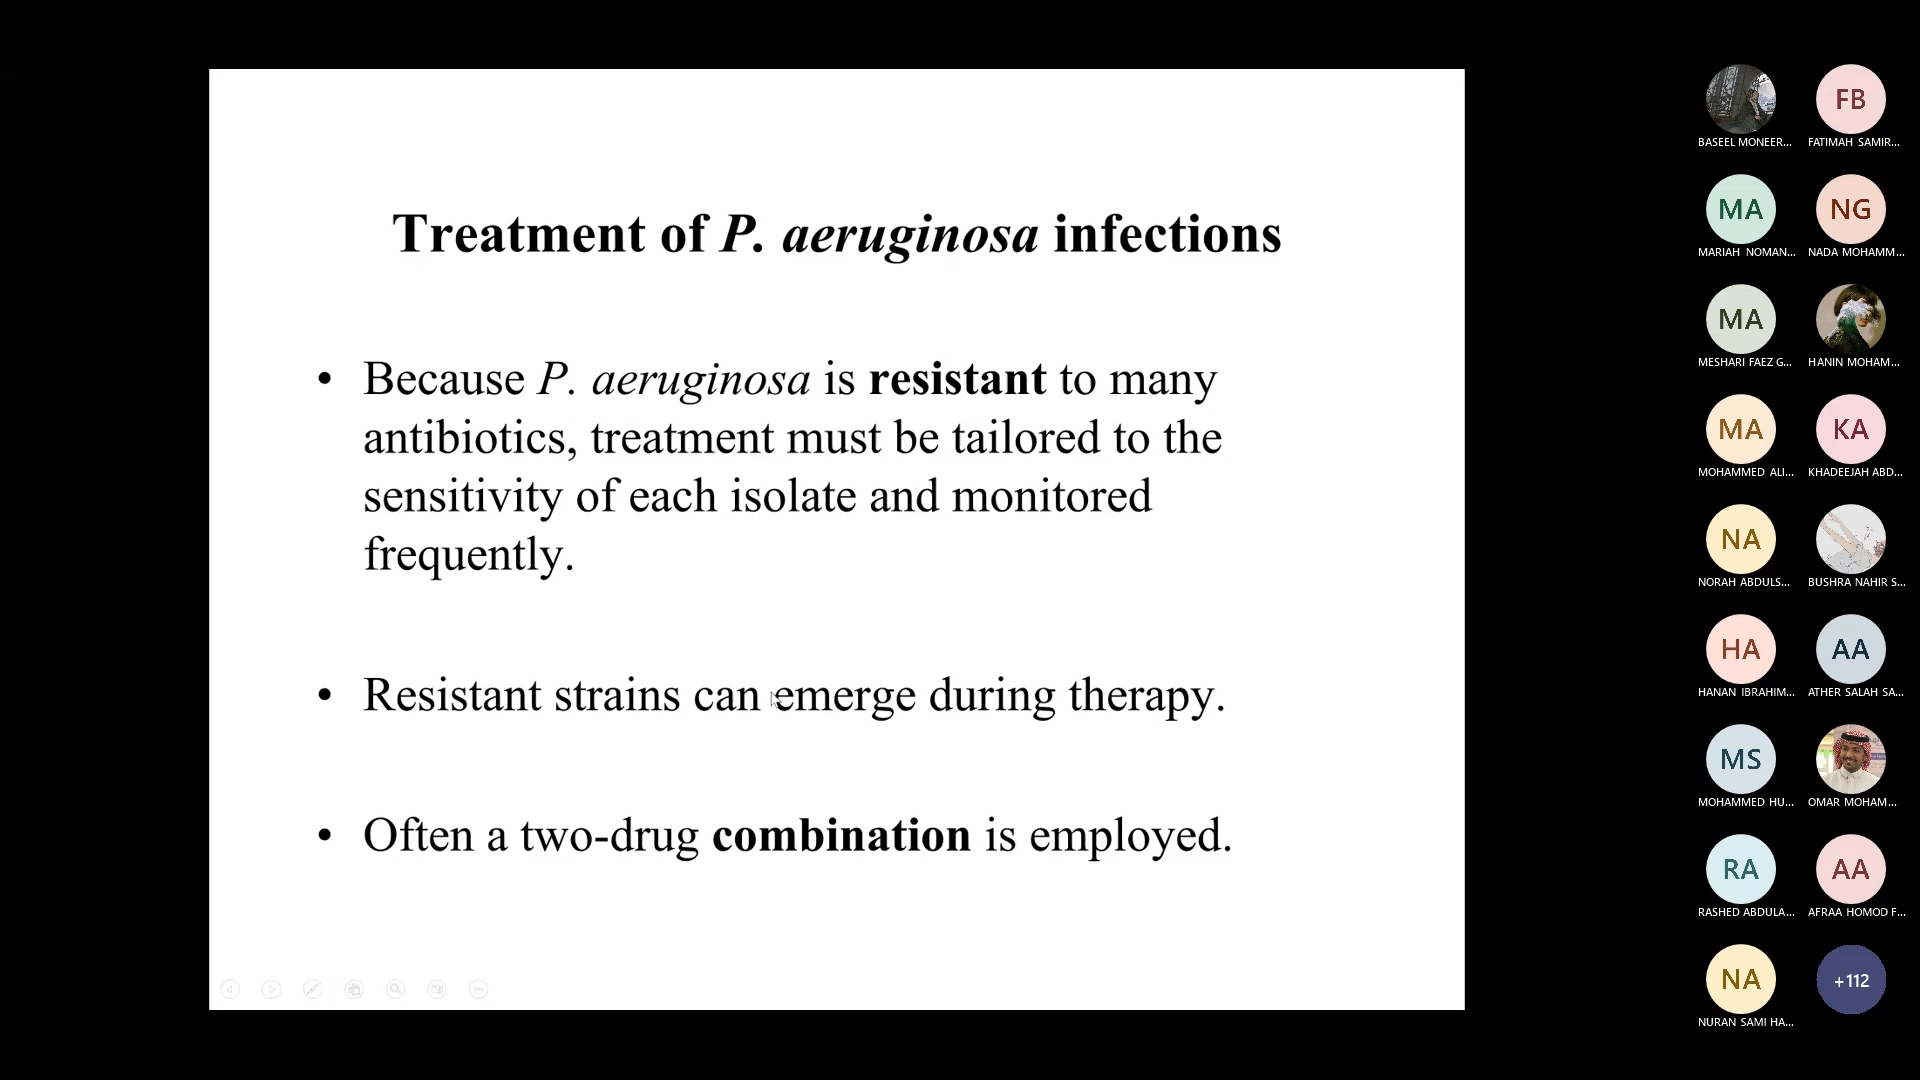 Treatment of P. aeruginosa infections
• Because P. aeruginosa is resistant to many
antibiotics, treatment must be tailored to the
sensitivity of each isolate and monitored
frequently.
• Resistant strains can emerge during therapy.
• Often a two-drug combination is employed.
BASEEL MONEER...
FB
FATIMAH SAMIR...
MA
MARIAH NOMAN...
NG
NADA MOHAMM...
MA
MESHARI FAEZ G...
HANIN MOHAM...
MA
MOHAMMED ALI...
KA
KHADEEJAH ABD...
NA
NORAH ABDULS...
BUSHRA NAHIR S...
HA
HANAN IBRAHIM...
AA
ATHER SALAH SA...
MS
MOHAMMED HU...
OMAR MOHAM...
RA
RASHED ABDULA...
AA
AFRAA HOMOD F...
NA
NURAN SAMI HA...
+112